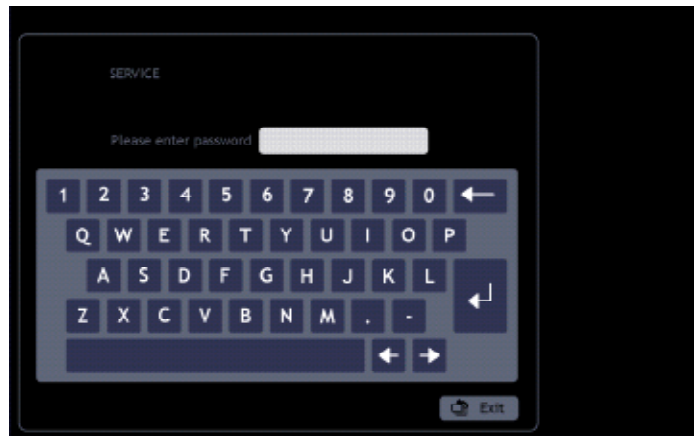 SERVICE
Please enter password
1 2 3 4 5 6 7 8 9 0
Q W E R T Y U I O P
A S D F G H J K L
Z X C V B N M . -
Exit